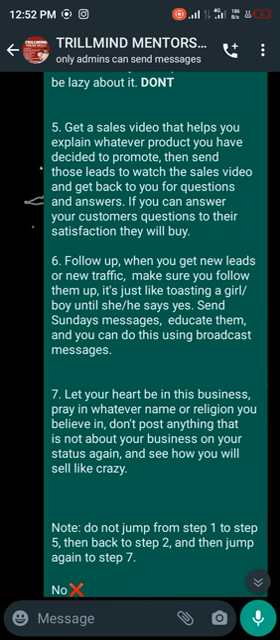 12:52 PM
TRILLMIND MENTORS...
only admins can send messages
be lazy about it. DONT
5. Get a sales video that helps you
explain whatever product you have
decided to promote, then send
those leads to watch the sales video
and get back to you for questions
and answers. If you can answer
your customers questions to their
satisfaction they will buy.
6. Follow up, when you get new leads
or new traffic,  make sure you follow
them up, it's just like toasting a girl/
boy until she/he says yes. Send
Sundays messages,  educate them,
and you can do this using broadcast
messages.
7. Let your heart be in this business,
pray in whatever name or religion you
believe in, don't post anything that
is not about your business on your
status again, and see how you will
sell like crazy.
Note: do not jump from step 1 to step
5, then back to step 2, and then jump
again to step 7.
No❌
Message